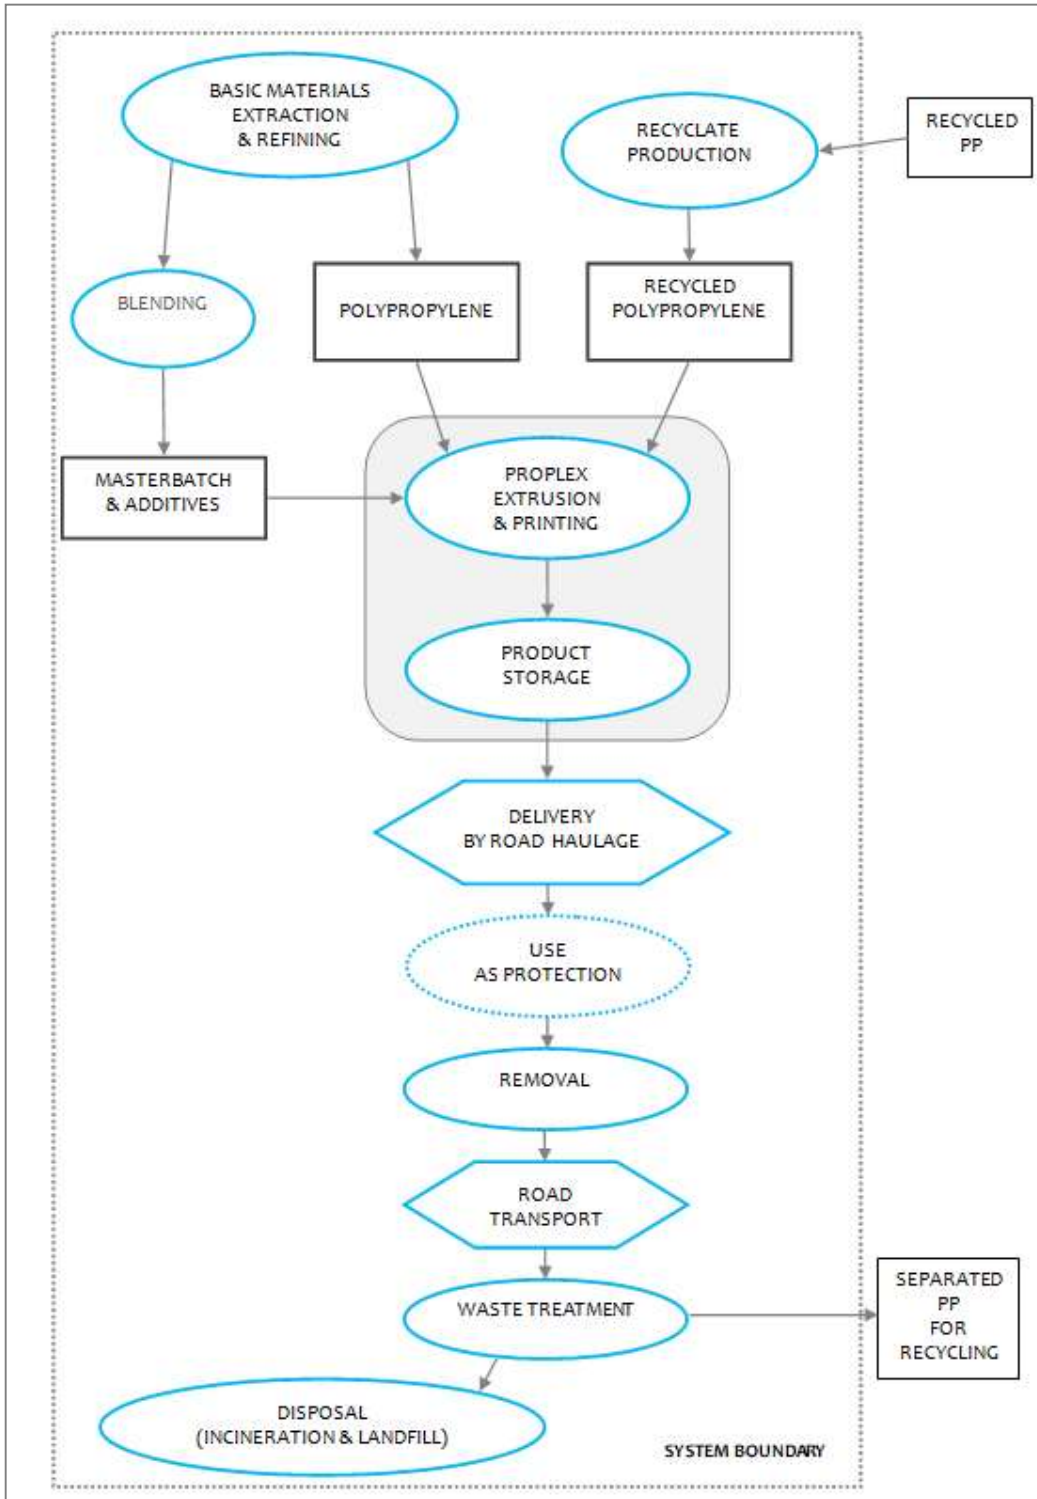 BASIC MATERIALS
EXTRACTION
& REFINING
RECYCLATE
PRODUCTION
RECYCLED
PP
BLENDING
POLYPROPYLENE
RECYCLED
POLYPROPYLENE
MASTERBATCH
& ADDITIVES
PROPLEX
EXTRUSION
& PRINTING
PRODUCT
STORAGE
DELIVERY
BY ROAD HAULAGE
USE
AS PROTECTION
REMOVAL
ROAD
TRANSPORT
WASTE TREATMENT
SEPARATED
PP
FOR
RECYCLING
DISPOSAL
(INCINERATION & LANDFILL)
SYSTEM BOUNDARY